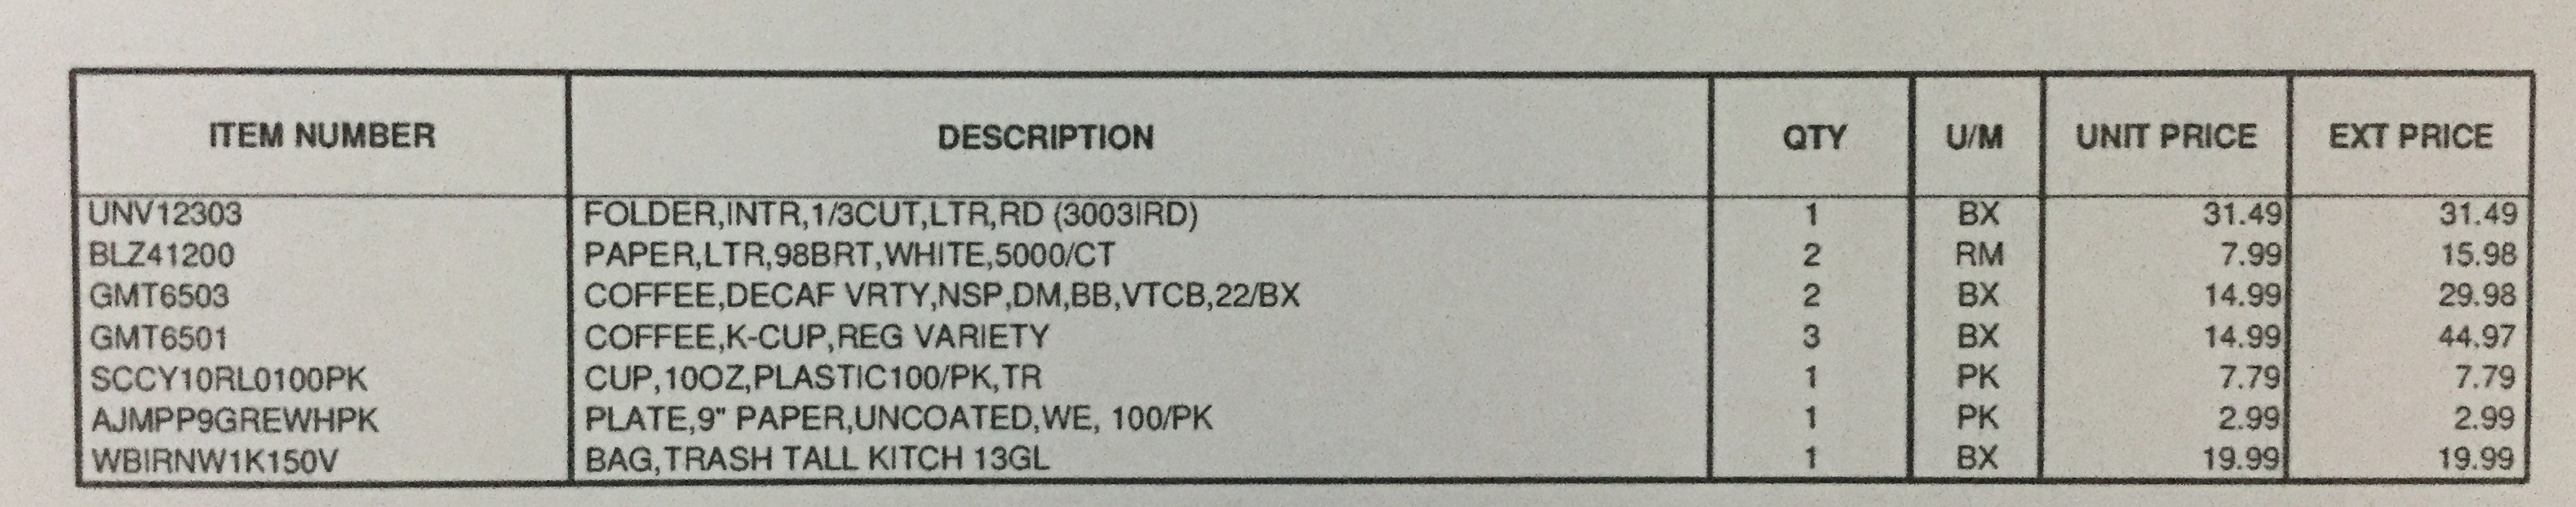 ITEM NUMBER DESCRIPTION QTY U/M UNIT PRICE EXT PRICE
UNV12303 FOLDER,INTR,1/3CUT,LTR,RD (3003IRD) 1 BX 31.49 31.49
BLZ41200 PAPER,LTR,98BRT,WHITE,5000/CT 2 RM 7.99 15.98
GMT6503 COFFEE,DECAF VRTY,NSP,DM,BB,VTCB,22/BX 2 BX 14.99 29.98
GMT6501 COFFEE,K-CUP,REG VARIETY 3 BX 14.99 44.97
SCCY10RL0100PK CUP,10OZ,PLASTIC100/PK,TR 1 PK 7.79 7.79
AJMPP9GREWHPK PLATE,9" PAPER,UNCOATED,WE, 100/PK 1 PK 2.99 2.99
WBIRNW1K150V BAG,TRASH TALL KITCH 13GL 1 BX 19.99 19.99